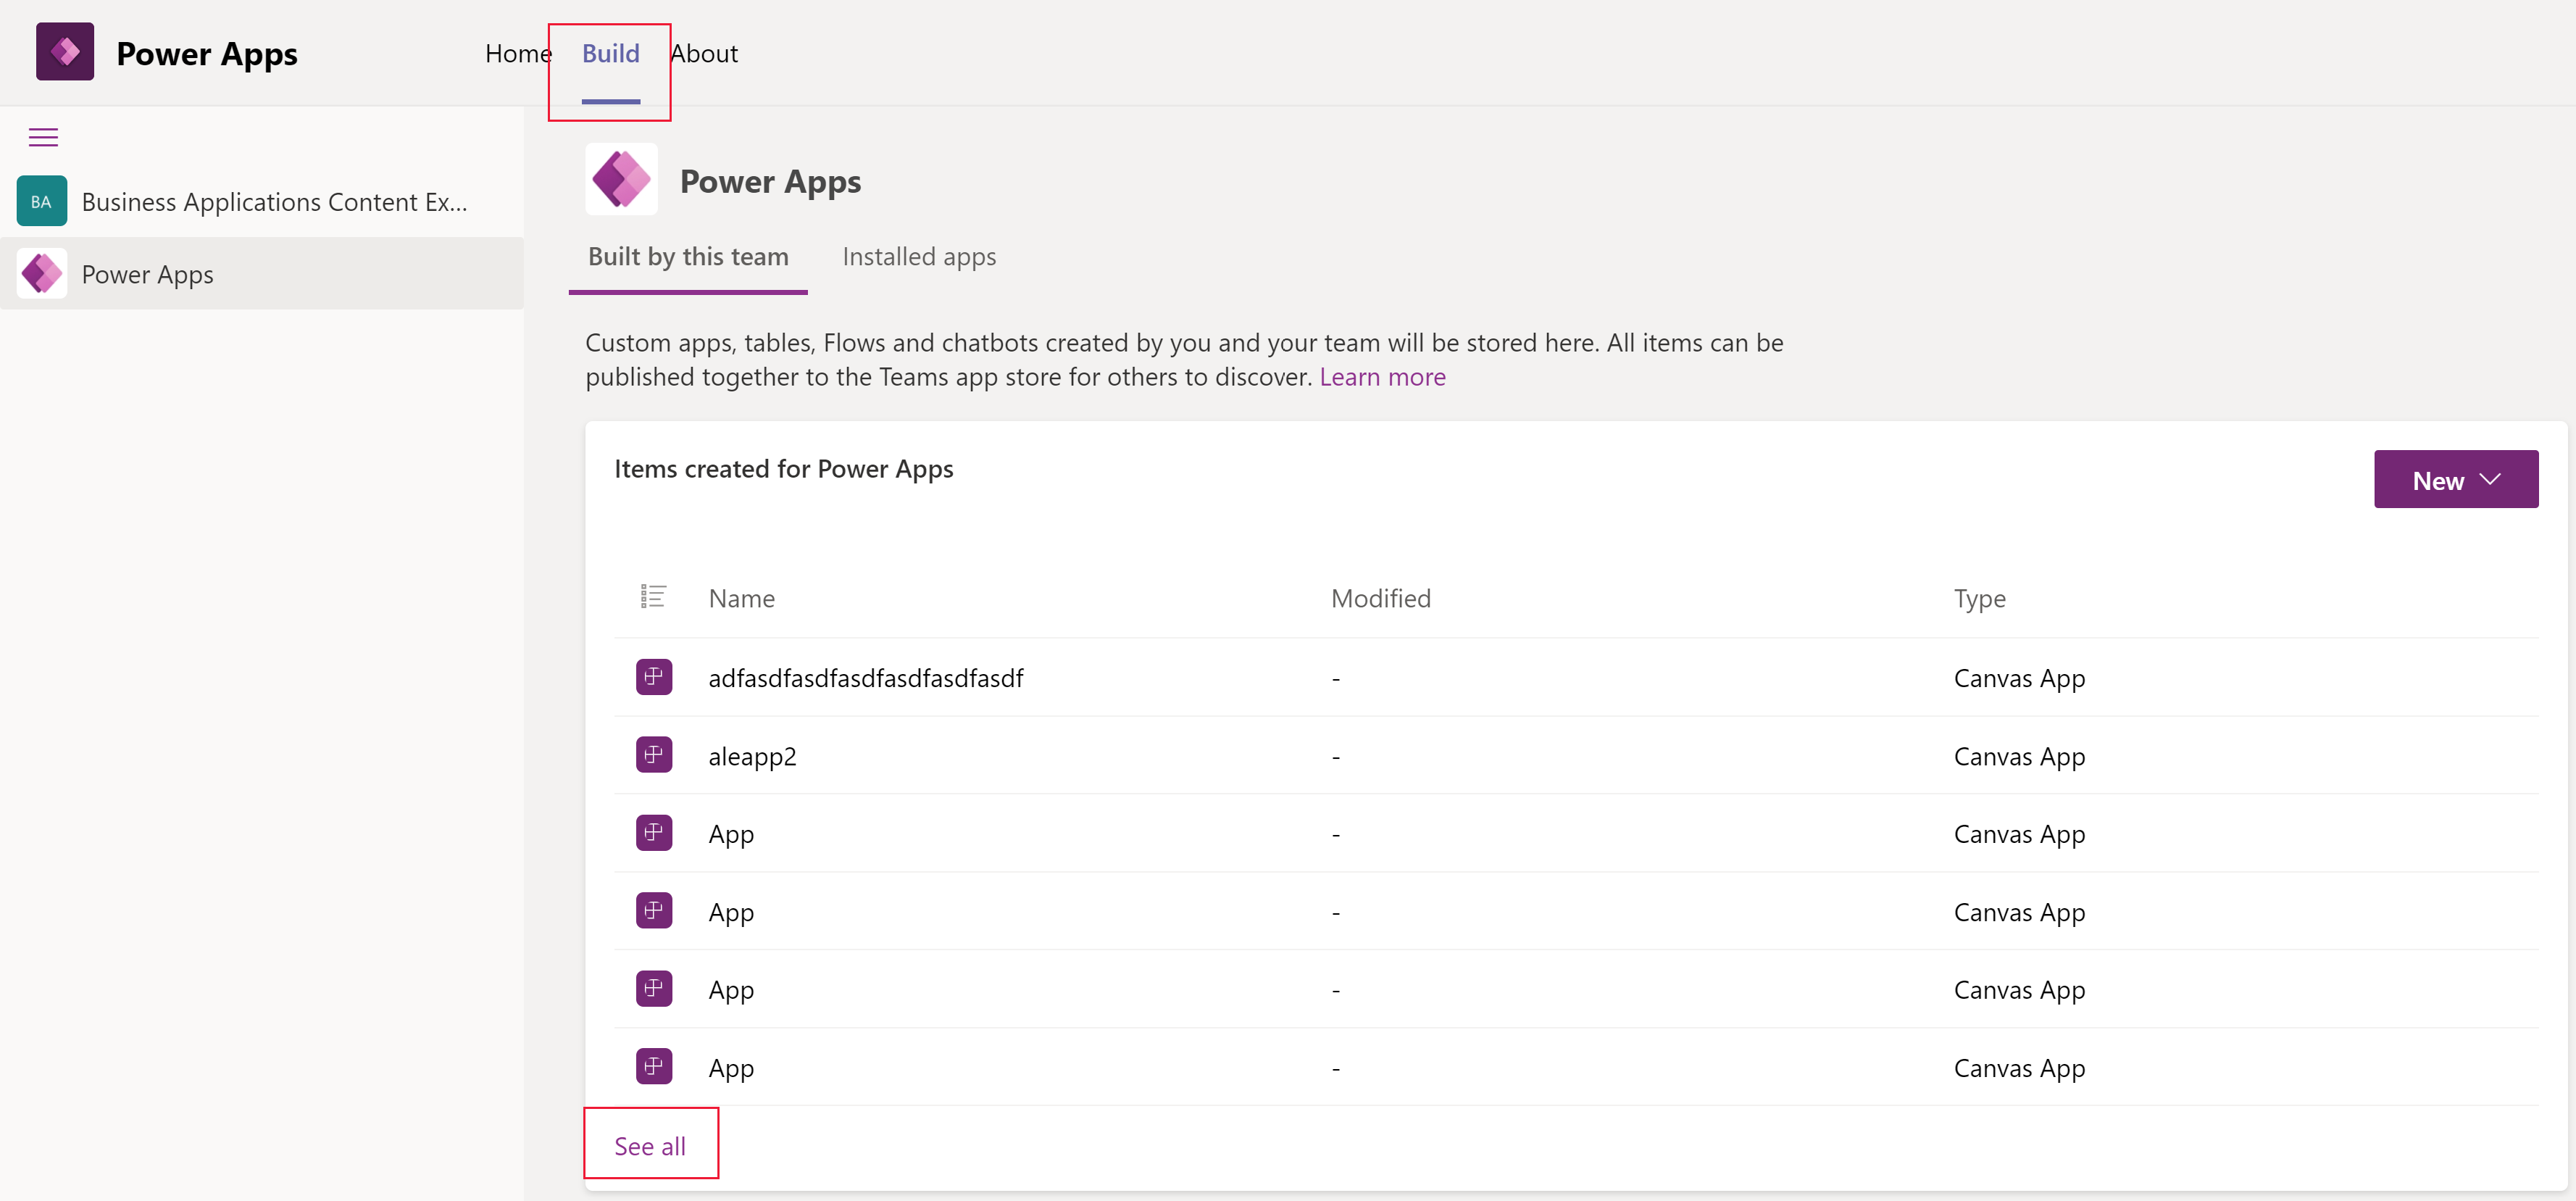 Power Apps
Home Build About
BA Business Applications Content Ex...
Power Apps
Power Apps
Built by this team Installed apps
Custom apps, tables, Flows and chatbots created by you and your team will be stored here. All items can be
published together to the Teams app store for others to discover. Learn more
Items created for Power Apps
New
Name Modified Type
adfasdfasdfasdfasdfasdfasdf - Canvas App
aleapp2 - Canvas App
App - Canvas App
App - Canvas App
App - Canvas App
App - Canvas App
See all